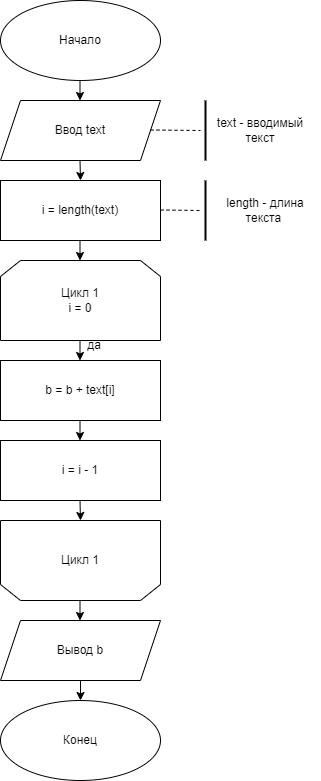 Начало
Ввод text
text - вводимый
текст
i = length(text)
length - длина
текста
Цикл 1
i = 0
да
b = b + text[i]
i = i - 1
Цикл 1
Вывод b
Конец